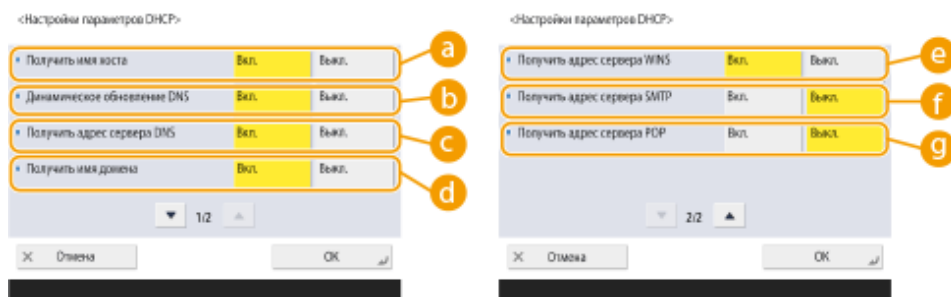 <Настройки параметров DHCP>
Получить имя хоста Вкл. Выкл. a
Динамическое обновление DNS Вкл. Выкл. b
Получить адрес сервера DNS Вкл. Выкл. c
Получить имя домена Вкл. Выкл. d
1/2
Отмена OK
<Настройки параметров DHCP>
Получить адрес сервера WINS Вкл. Выкл. e
Получить адрес сервера SMTP Вкл. Выкл. f
Получить адрес сервера POP Вкл. Выкл. g
2/2
Отмена OK